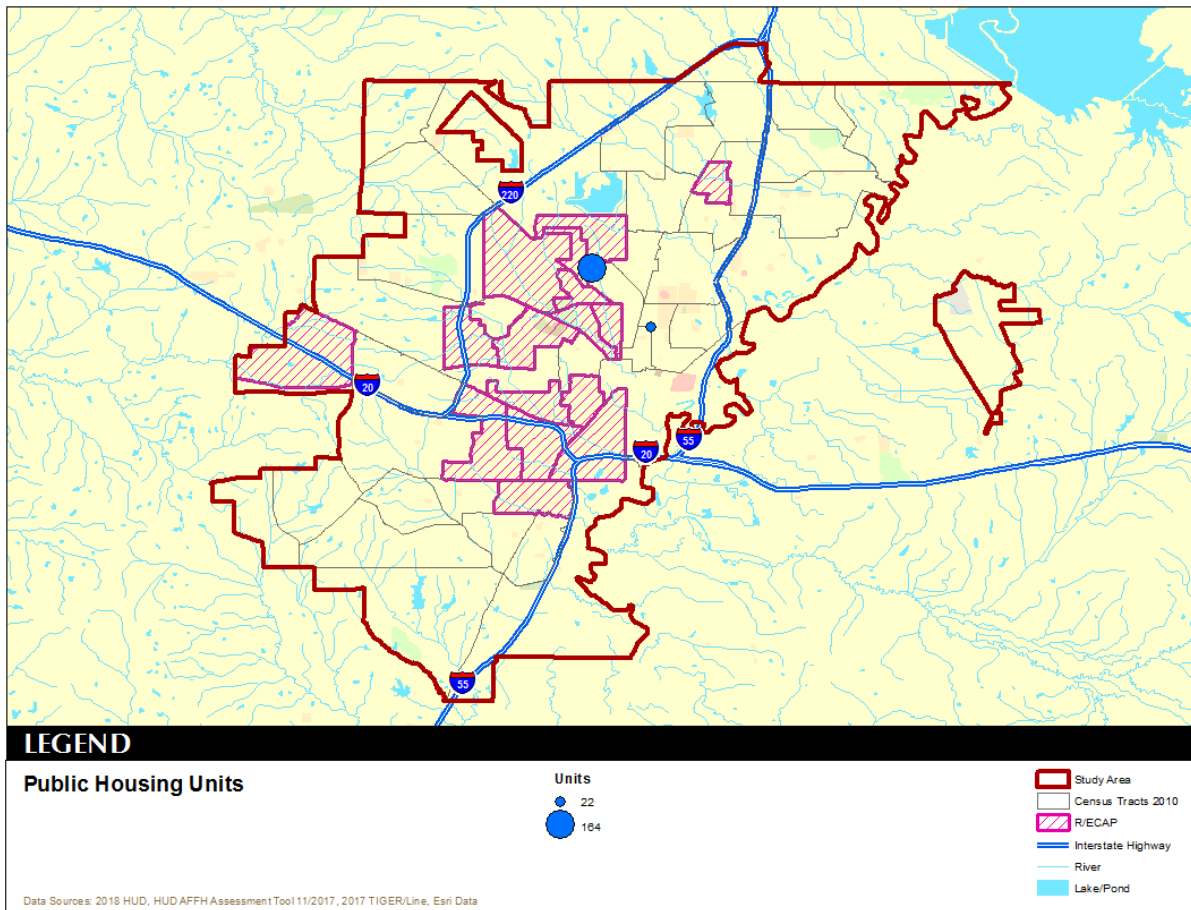 220
20
20
55
55
LEGEND
Public Housing Units
Units
22
164
Study Area
Census Tracts 2010
R/ECAP
Interstate Highway
River
Lake/Pond
Data Sources: 2018 HUD, HUD AFFH Assessment Tool 11/2017, 2017 TIGER/Line, Esri Data